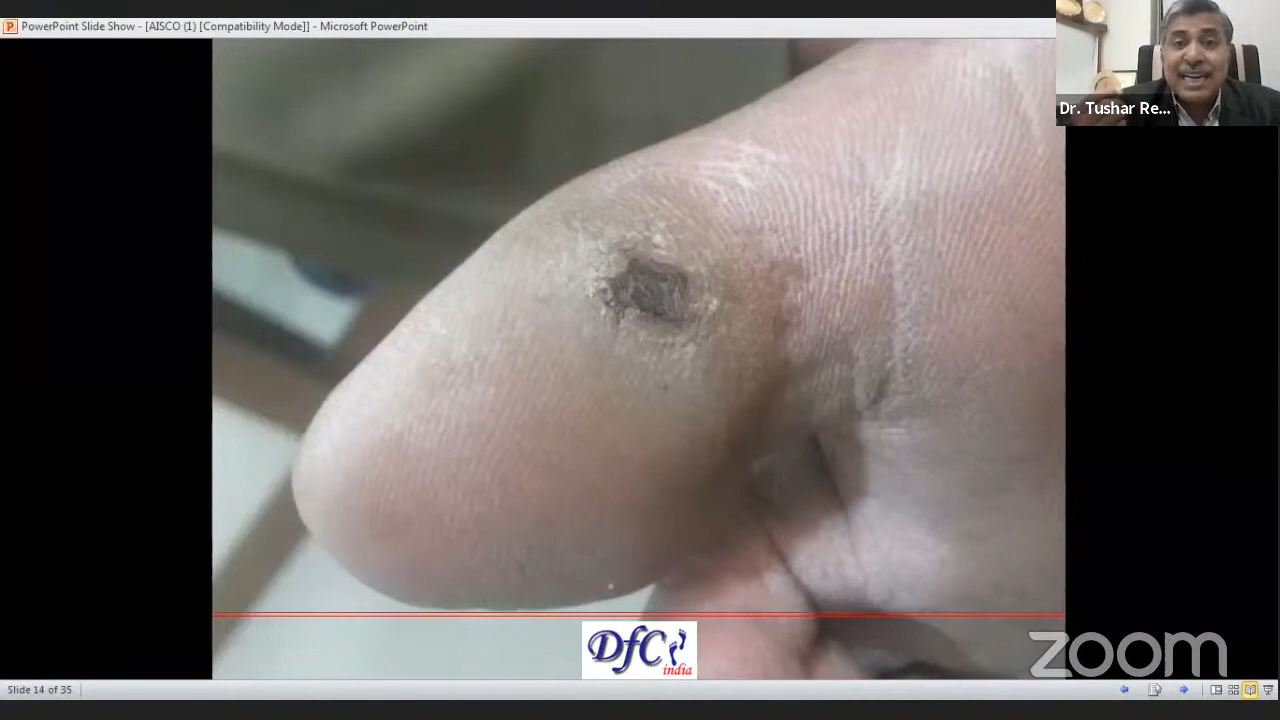 PowerPoint Slide Show - [AISCO (1) [Compatibility Mode]] - Microsoft PowerPoint
Dr. Tushar Re...
DfC
india
zoom
Slide 14 of 35